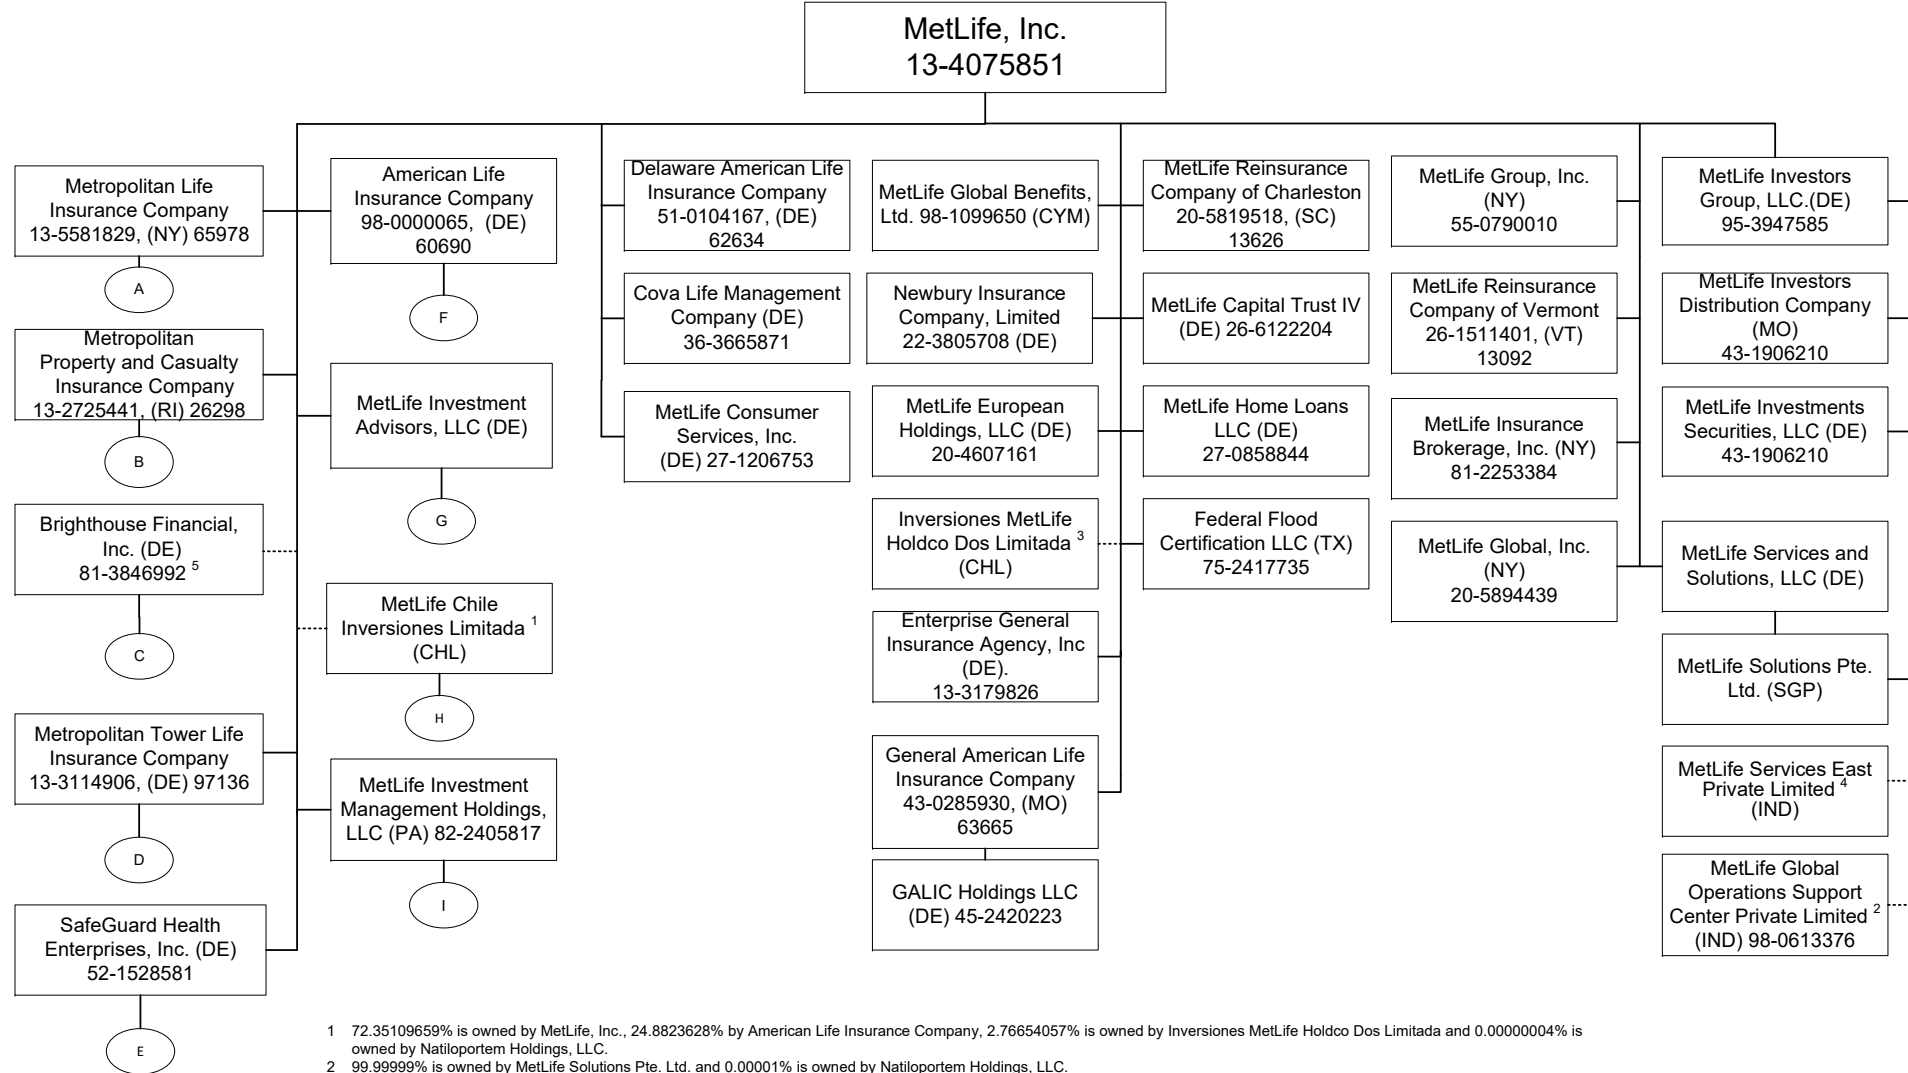 MetLife, Inc.
13-4075851
Metropolitan Life
Insurance Company
13-5581829, (NY) 65978
A
Metropolitan
Property and Casualty
Insurance Company
13-2725441, (RI) 26298
B
Brighthouse Financial,
Inc. (DE)
81-3846992 5
C
Metropolitan Tower Life
Insurance Company
13-3114906, (DE) 97136
D
SafeGuard Health
Enterprises, Inc. (DE)
52-1528581
E
American Life
Insurance Company
98-0000065, (DE)
60690
F
MetLife Investment
Advisors, LLC (DE)
G
MetLife Chile
Inversiones Limitada 1
(CHL)
H
MetLife Investment
Management Holdings,
LLC (PA) 82-2405817
I
Delaware American Life
Insurance Company
51-0104167, (DE)
62634
Cova Life Management
Company (DE)
36-3665871
MetLife Consumer
Services, Inc.
(DE) 27-1206753
MetLife Global Benefits,
Ltd. 98-1099650 (CYM)
Newbury Insurance
Company, Limited
22-3805708 (DE)
MetLife European
Holdings, LLC (DE)
20-4607161
Inversiones MetLife
Holdco Dos Limitada 3
(CHL)
Enterprise General
Insurance Agency, Inc
(DE).
13-3179826
General American Life
Insurance Company
43-0285930, (MO)
63665
GALIC Holdings LLC
(DE) 45-2420223
MetLife Reinsurance
Company of Charleston
20-5819518, (SC)
13626
MetLife Capital Trust IV
(DE) 26-6122204
MetLife Home Loans
LLC (DE)
27-0858844
Federal Flood
Certification LLC (TX)
75-2417735
MetLife Group, Inc.
(NY)
55-0790010
MetLife Reinsurance
Company of Vermont
26-1511401, (VT)
13092
MetLife Insurance
Brokerage, Inc. (NY)
81-2253384
MetLife Global, Inc.
(NY)
20-5894439
MetLife Investors
Group, LLC.(DE)
95-3947585
MetLife Investors
Distribution Company
(MO)
43-1906210
MetLife Investments
Securities, LLC (DE)
43-1906210
MetLife Services and
Solutions, LLC (DE)
MetLife Solutions Pte.
Ltd. (SGP)
MetLife Services East
Private Limited 4
(IND)
MetLife Global
Operations Support
Center Private Limited 2
(IND) 98-0613376
1 72.35109659% is owned by MetLife, Inc., 24.8823628% by American Life Insurance Company, 2.76654057% is owned by Inversiones MetLife Holdco Dos Limitada and 0.00000004% is
owned by Natiloportem Holdings, LLC.
2 99.99999% is owned by MetLife Solutions Pte. Ltd. and 0.00001% is owned by Natiloportem Holdings, LLC.